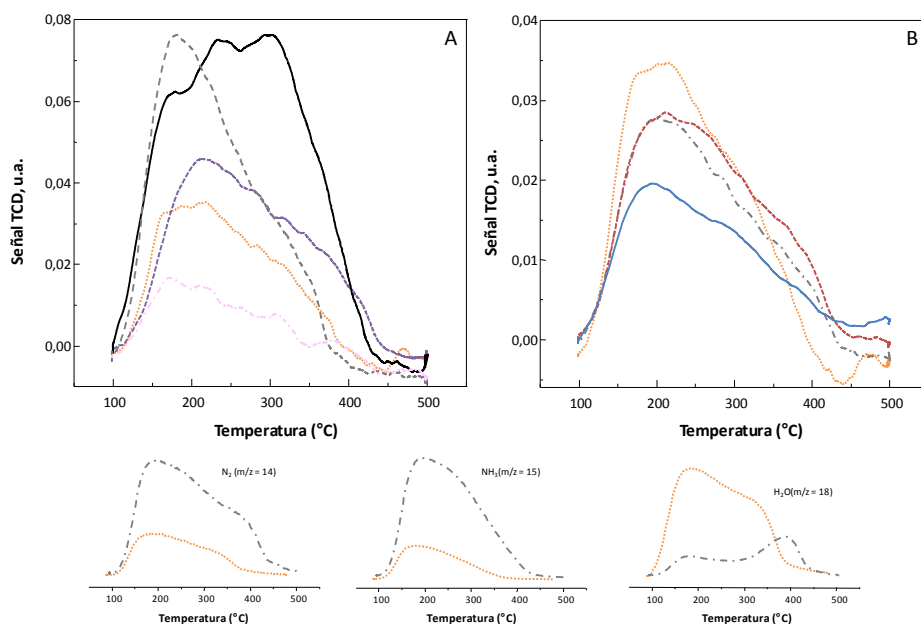 A
0,08
0,06
0,04
0,02
0,00
Señal TCD, u.a.
100 200 300 400 500
Temperatura (°C)
B
0,04
0,03
0,02
0,01
0,00
Señal TCD, u.a.
100 200 300 400 500
Temperatura (°C)
N₂ (m/z = 14)
100 200 300 400 500
Temperatura (°C)
NH₃(m/z = 15)
100 200 300 400 500
Temperatura (°C)
H₂O(m/z = 18)
100 200 300 400 500
Temperatura (°C)